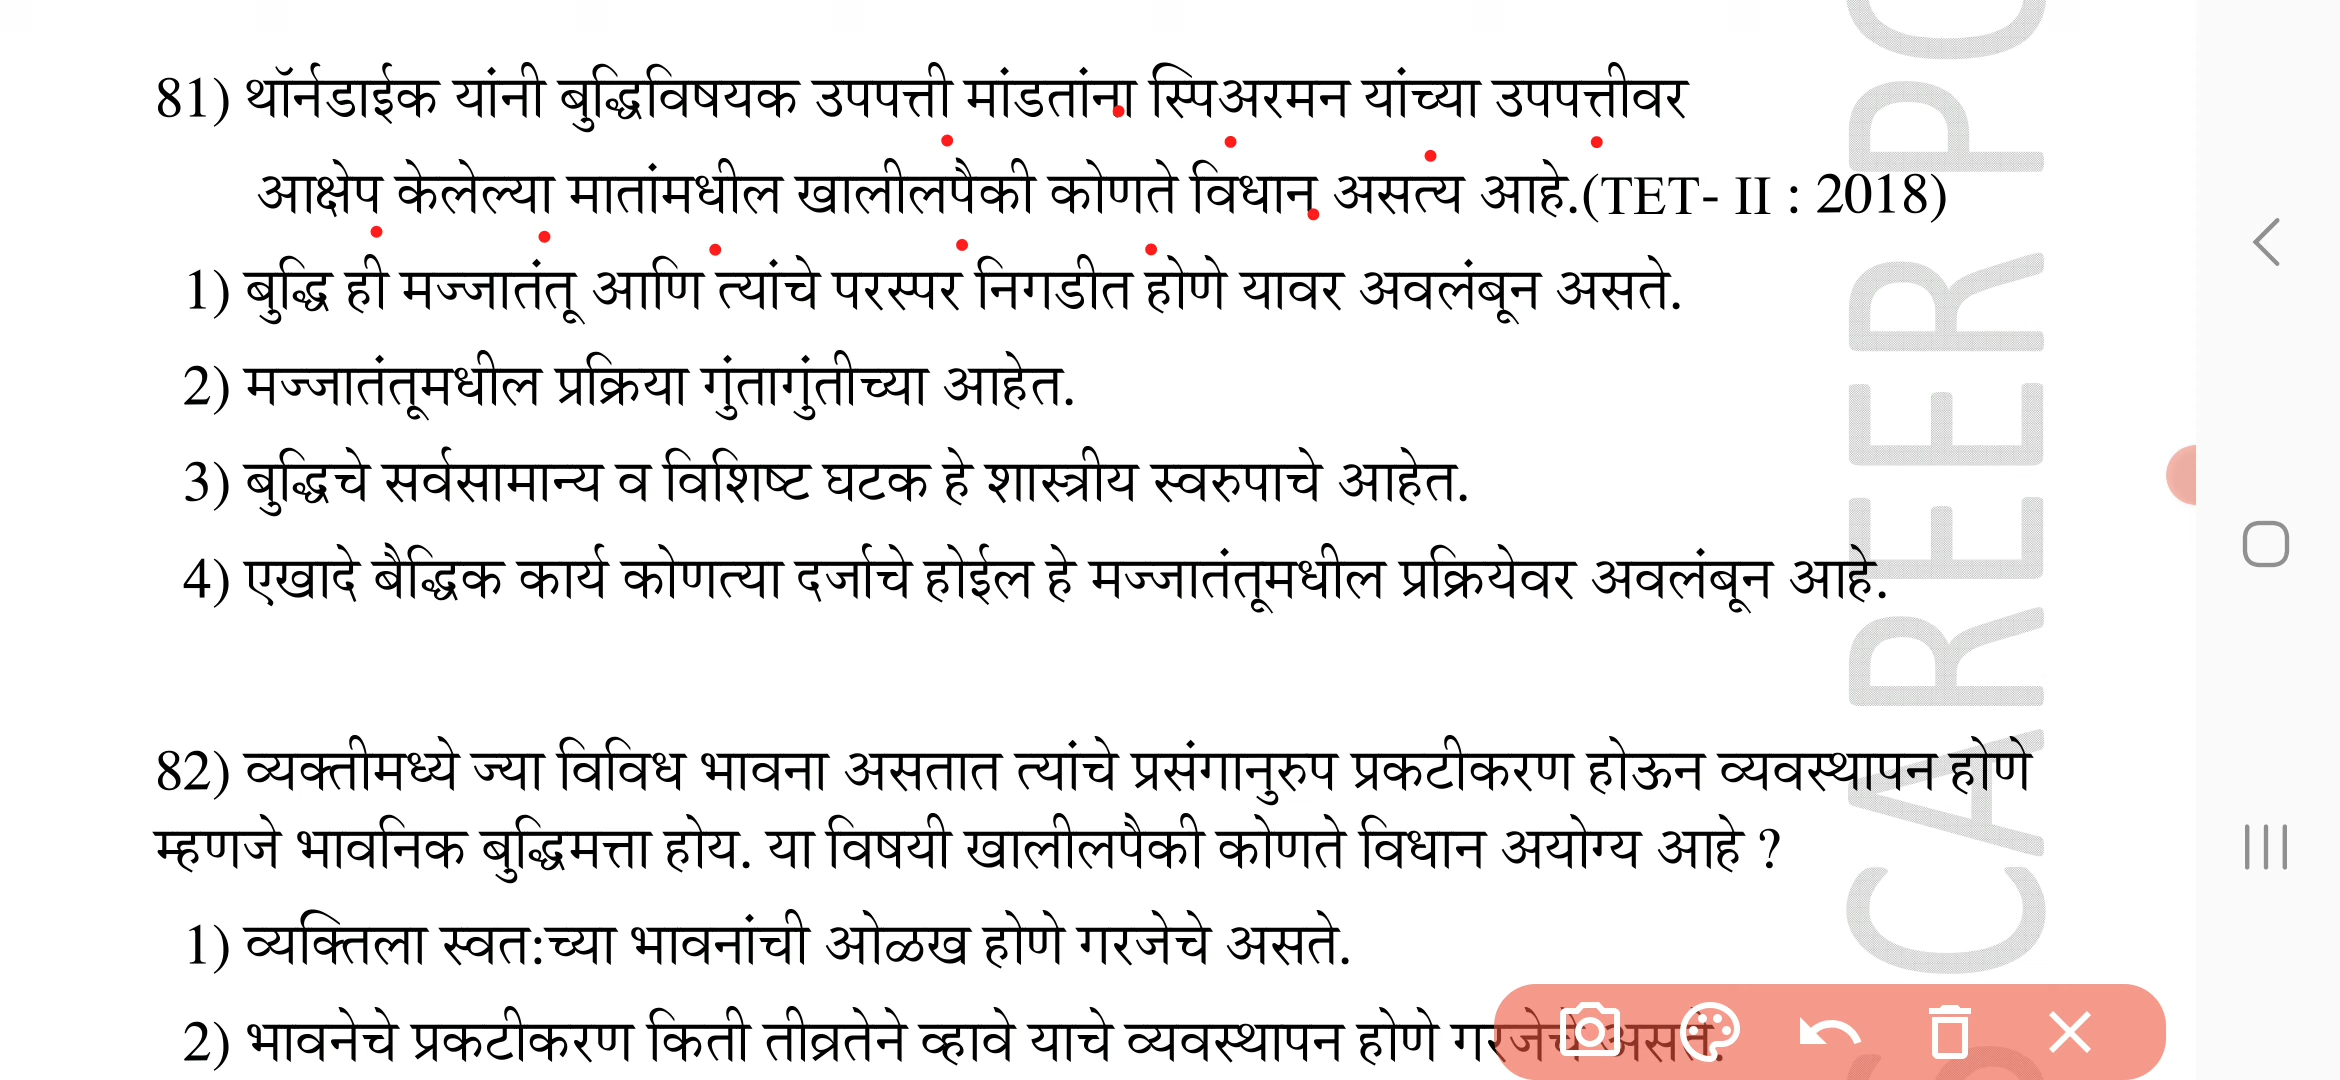 81) थॉर्नडाईक यांनी बुद्धिविषयक उपपत्ती मांडतांना स्पिअरमन यांच्या उपपत्तीवर
आक्षेप केलेल्या मातांमधील खालीलपैकी कोणते विधान असत्य आहे.(TET- II : 2018)
1) बुद्धि ही मज्जातंतू आणि त्यांचे परस्पर निगडीत होणे यावर अवलंबून असते.
2) मज्जातंतूमधील प्रक्रिया गुंतागुंतीच्या आहेत.
3) बुद्धिचे सर्वसामान्य व विशिष्ट घटक हे शास्त्रीय स्वरुपाचे आहेत.
4) एखादे बैद्धिक कार्य कोणत्या दर्जाचे होईल हे मज्जातंतूमधील प्रक्रियेवर अवलंबून आहे.
82) व्यक्तीमध्ये ज्या विविध भावना असतात त्यांचे प्रसंगानुरुप प्रकटीकरण होऊन व्यवस्थापन होणे
म्हणजे भावनिक बुद्धिमत्ता होय. या विषयी खालीलपैकी कोणते विधान अयोग्य आहे ?
1) व्यक्तिला स्वत:च्या भावनांची ओळख होणे गरजेचे असते.
2) भावनेचे प्रकटीकरण किती तीव्रतेने व्हावे याचे व्यवस्थापन होणे गरजेचे असते.
CAREER